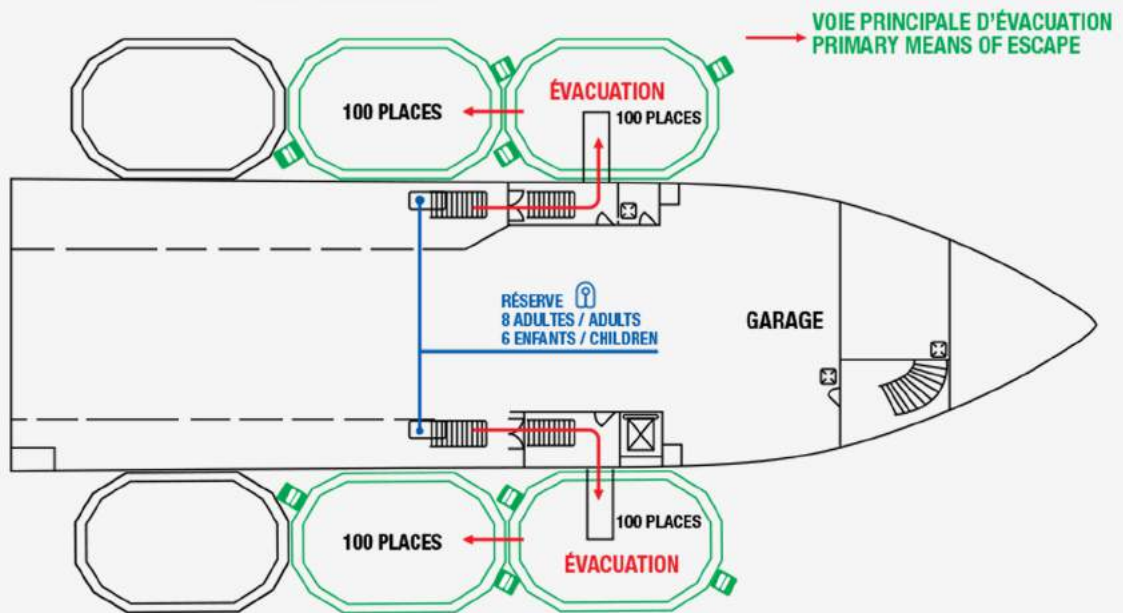 VOIE PRINCIPALE D'ÉVACUATION
PRIMARY MEANS OF ESCAPE
ÉVACUATION
100 PLACES
100 PLACES
RÉSERVE
8 ADULTES / ADULTS
6 ENFANTS / CHILDREN
GARAGE
100 PLACES
100 PLACES
ÉVACUATION